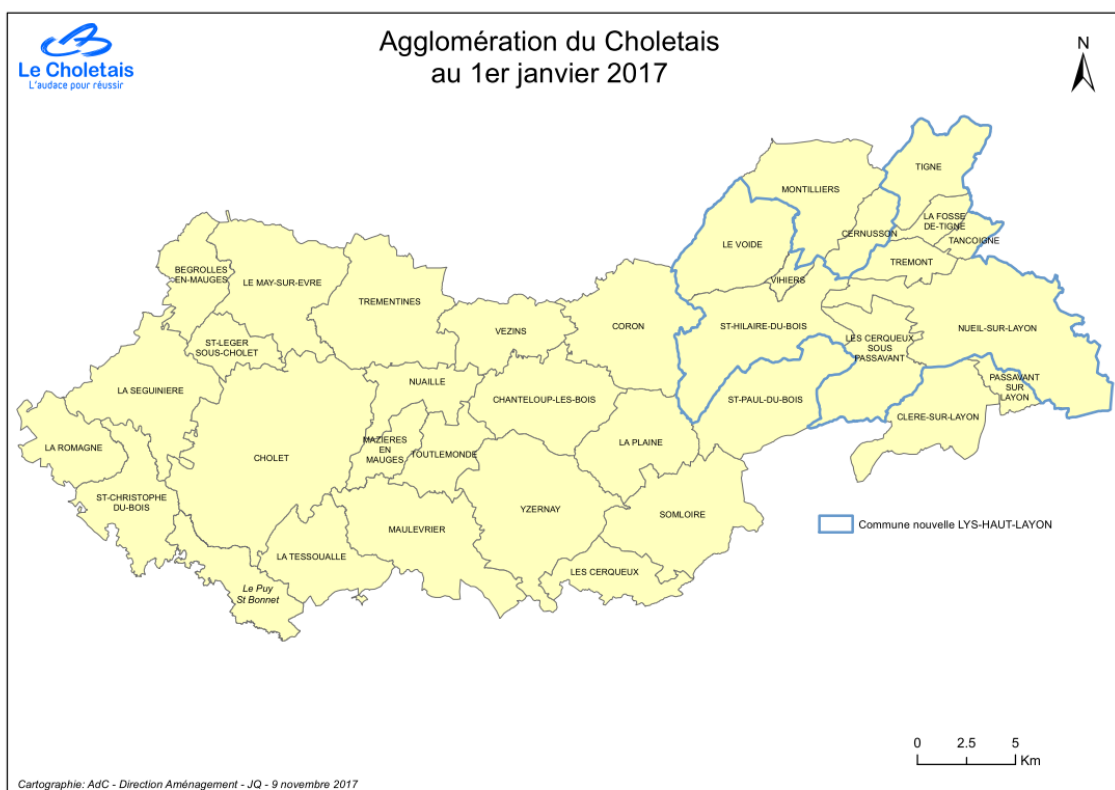 Le Choletais
L'audace pour réussir
Agglomération du Choletais
au 1er janvier 2017
N
TIGNE
MONTILLIERS
LA FOSSE
DE-TIGNE
CERNUSSON
TANCOIGNE
LE VOIDE
TREMONT
BEGROLLES
EN-MAUGES
LE MAY-SUR-EVRE
VIHIERS
TREMENTINES
VEZINS
CORON
ST-HILAIRE-DU-BOIS
NUEIL-SUR-LAYON
LES CERQUEUX
SOUS
PASSAVANT
ST-LEGER
SOUS-CHOLET
NUAILLE
PASSAVANT
SUR
LAYON
LA SEGUINIERE
CHANTELOUP-LES-BOIS
ST-PAUL-DU-BOIS
CLERE-SUR-LAYON
LA ROMAGNE
CHOLET
MAZIERES
EN
MAUGES
TOUTLEMONDE
LA PLAINE
ST-CHRISTOPHE
DU-BOIS
YZERNAY
SOMLOIRE
MAULEVRIER
Commune nouvelle LYS-HAUT-LAYON
LA TESSOUALLE
LES CERQUEUX
Le Puy
St Bonnet
0 2.5 5
Km
Cartographie: AdC - Direction Aménagement - JQ - 9 novembre 2017